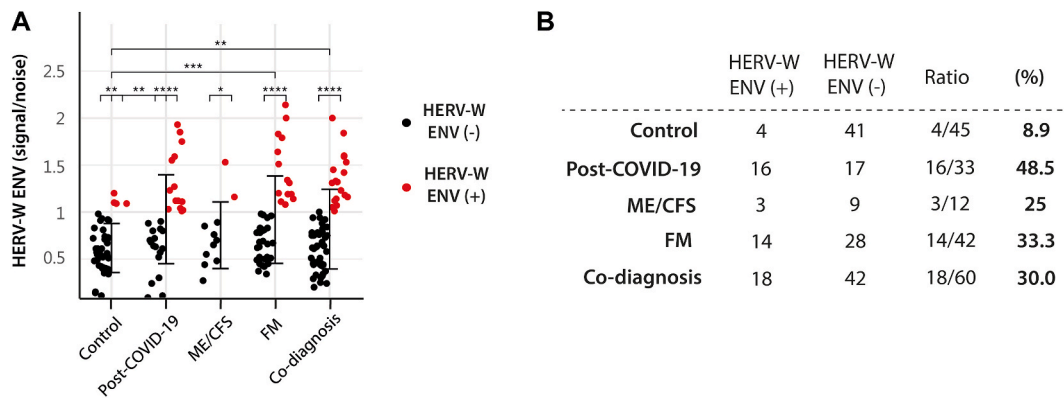 A
HERV-W ENV (signal/noise)
2.5
2
1.5
1
0.5
**
***
** ** **** * **** ****
Control
Post-COVID-19
ME/CFS
FM
Co-diagnosis
HERV-W
ENV (-)
HERV-W
ENV (+)
B
HERV-W HERV-W
ENV (+) ENV (-) Ratio (%)
Control 4 41 4/45 8.9
Post-COVID-19 16 17 16/33 48.5
ME/CFS 3 9 3/12 25
FM 14 28 14/42 33.3
Co-diagnosis 18 42 18/60 30.0